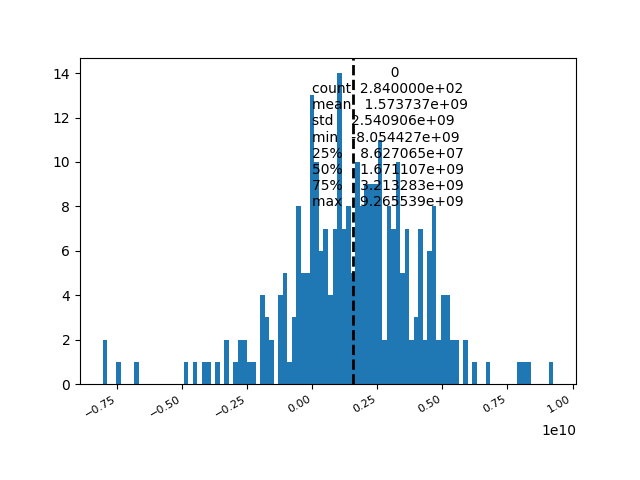 0
count 2.840000e+02
mean 1.573737e+09
std 2.540906e+09
min -8.054427e+09
25% 8.627065e+07
50% 1.671107e+09
75% 3.213283e+09
max 9.265539e+09
14
12
10
8
6
4
2
0
−0.75 −0.50 −0.25 0.00 0.25 0.50 0.75 1.00
1e10